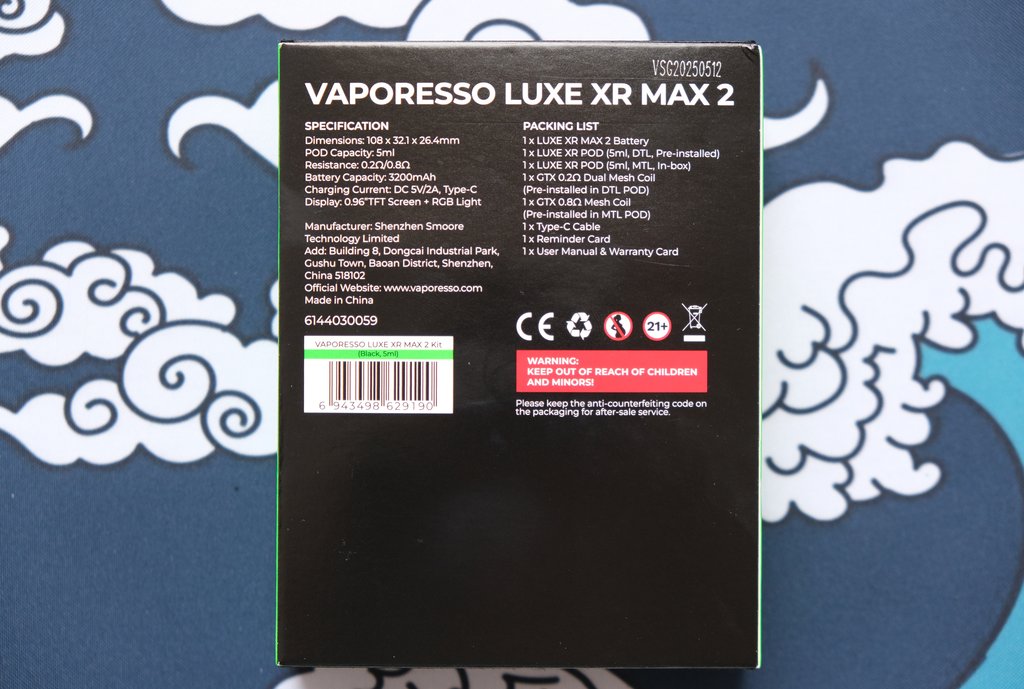 VSG20250512
VAPORESSO LUXE XR MAX 2
SPECIFICATION
Dimensions: 108 x 32.1 x 26.4mm
POD Capacity: 5ml
Resistance: 0.2Ω/0.8Ω
Battery Capacity: 3200mAh
Charging Current: DC 5V/2A, Type-C
Display: 0.96"TFT Screen + RGB Light
Manufacturer: Shenzhen Smoore
Technology Limited
Add: Building 8, Dongcai Industrial Park,
Gushu Town, Baoan District, Shenzhen,
China 518102
Official Website: www.vaporesso.com
Made in China
6144030059
VAPORESSO LUXE XR MAX 2 Kit
(Black, 5ml)
6 943498 629190
PACKING LIST
1 x LUXE XR MAX 2 Battery
1 x LUXE XR POD (5ml, DTL, Pre-installed)
1 x LUXE XR POD (5ml, MTL, In-box)
1 x GTX 0.2Ω Dual Mesh Coil
(Pre-installed in DTL POD)
1 x GTX 0.8Ω Mesh Coil
(Pre-installed in MTL POD)
1 x Type-C Cable
1 x Reminder Card
1 x User Manual & Warranty Card
CE
21+
WARNING:
KEEP OUT OF REACH OF CHILDREN
AND MINORS!
Please keep the anti-counterfeiting code on
the packaging for after-sale service.